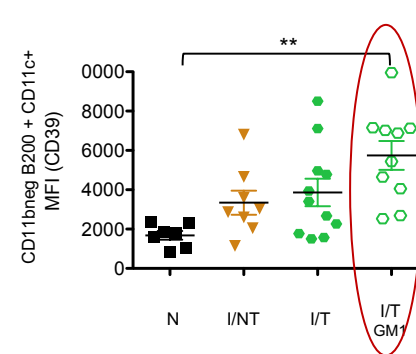 **
CD11bneg B200 + CD11c+
MFI (CD39)
0000
8000
6000
4000
2000
0
N
I/NT
I/T
I/T
GM1